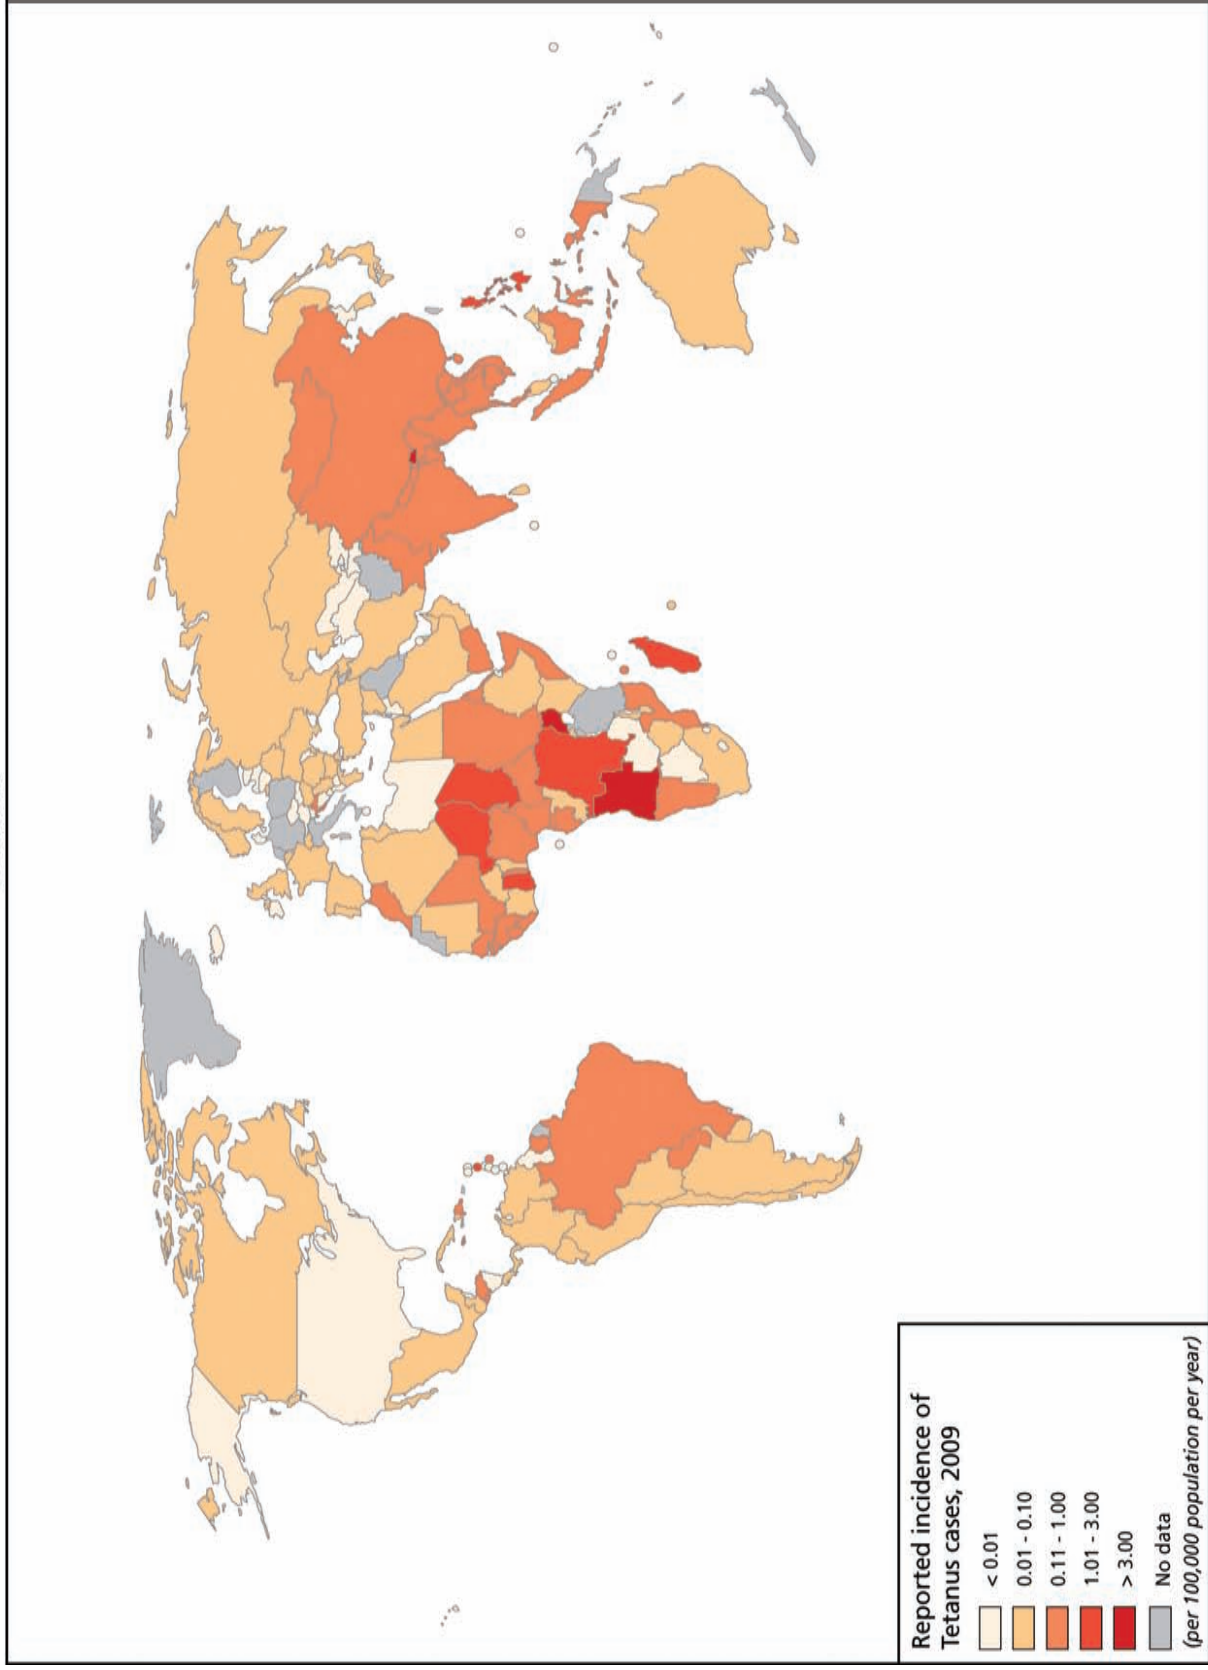 Reported incidence of
Tetanus cases, 2009
< 0.01
0.01 - 0.10
0.11 - 1.00
1.01 - 3.00
> 3.00
No data
(per 100,000 population per year)